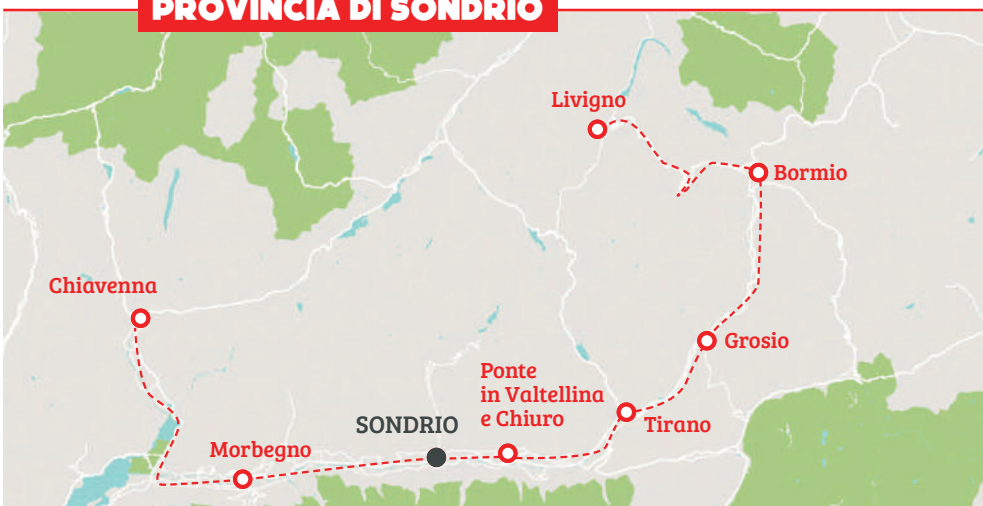 PROVINCIA DI SONDRIO
Livigno
Bormio
Chiavenna
Grosio
Ponte
in Valtellina
e Chiuro
SONDRIO
Tirano
Morbegno